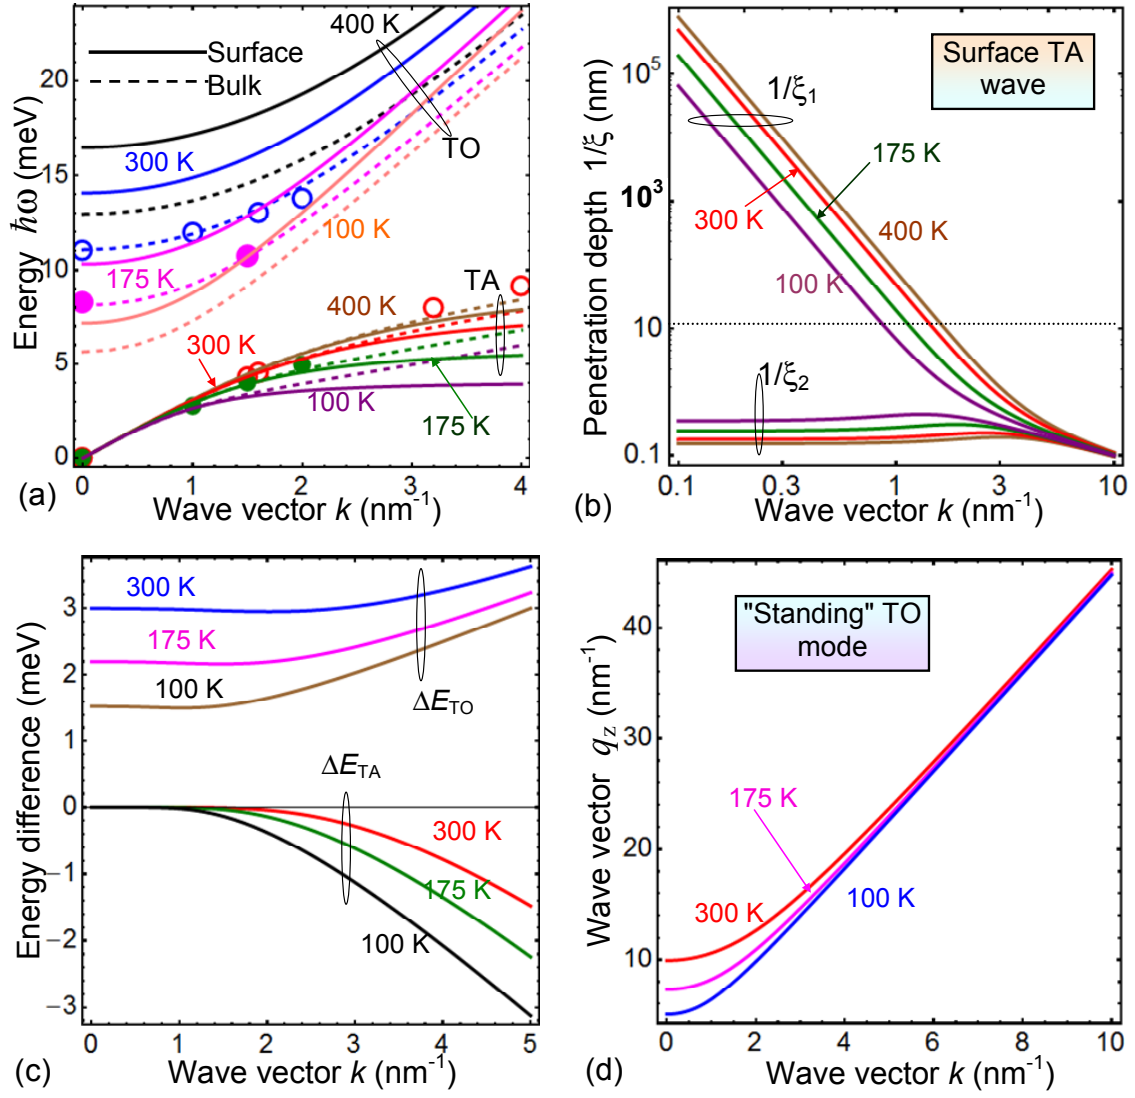 Energy ħω (meV)
20
15
10
5
0
Surface
Bulk
400 K
TO
300 K
100 K
175 K
TA
400 K
300 K
100 K
175 K
0
1
2
3
4
Wave vector k (nm⁻¹)
(a)
Penetration depth 1/ξ (nm)
10⁵
10³
10
0.1
Surface TA
wave
1/ξ₁
175 K
300 K
400 K
100 K
1/ξ₂
0.1
0.3
1
3
10
Wave vector k (nm⁻¹)
(b)
Energy difference (meV)
3
2
1
0
−1
−2
−3
300 K
175 K
100 K
ΔE_TO
ΔE_TA
300 K
175 K
100 K
0
1
2
3
4
5
Wave vector k (nm⁻¹)
(c)
Wave vector q_z (nm⁻¹)
40
30
20
10
"Standing" TO
mode
175 K
300 K
100 K
0
2
4
6
8
10
Wave vector k (nm⁻¹)
(d)